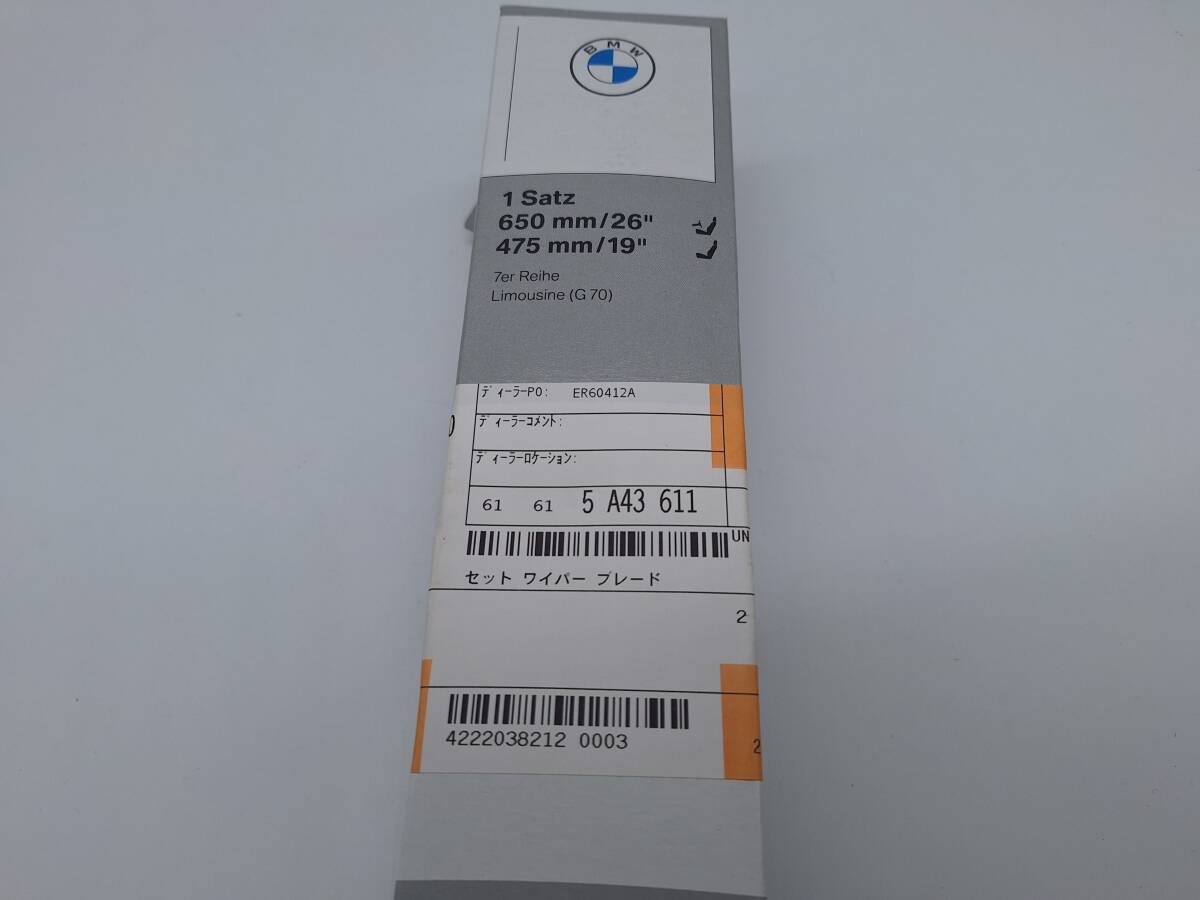 BMW
1 Satz
650 mm/26"
475 mm/19"
7er Reihe
Limousine (G 70)
ディーラーPO: ER60412A
ディーラーコメント:
ディーラーロケーション:
61 61 5 A43 611
UN
セット ワイパー ブレード
2
4222038212 0003
2